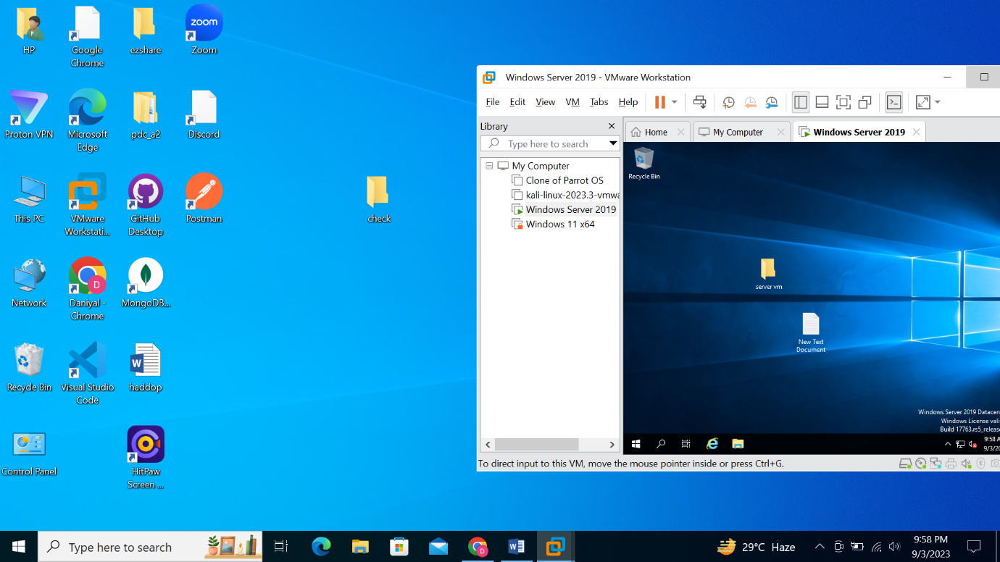 HP
Google
Chrome
ezshare
zoom
Zoom
Proton VPN
Microsoft
Edge
pdc_a2
Discord
This PC
VMware
Workstati...
GitHub
Desktop
Postman
check
Network
D
Daniyal -
Chrome
MongoDB...
Recycle Bin
Visual Studio
Code
W
haddop
Control Panel
HitPaw
Screen ...
Windows Server 2019 - VMware Workstation
File Edit View VM Tabs Help
Library
Type here to search
My Computer
Clone of Parrot OS
kali-linux-2023.3-vmwa
Windows Server 2019
Windows 11 x64
Home
My Computer
Windows Server 2019
Recycle Bin
server vm
New Text
Document
Windows Server 2019 Datacen
Windows License vali
Build 17763.rs5_releas
9:58 A
9/3/20
To direct input to this VM, move the mouse pointer inside or press Ctrl+G.
Type here to search
D
W
29°C Haze
9:58 PM
9/3/2023